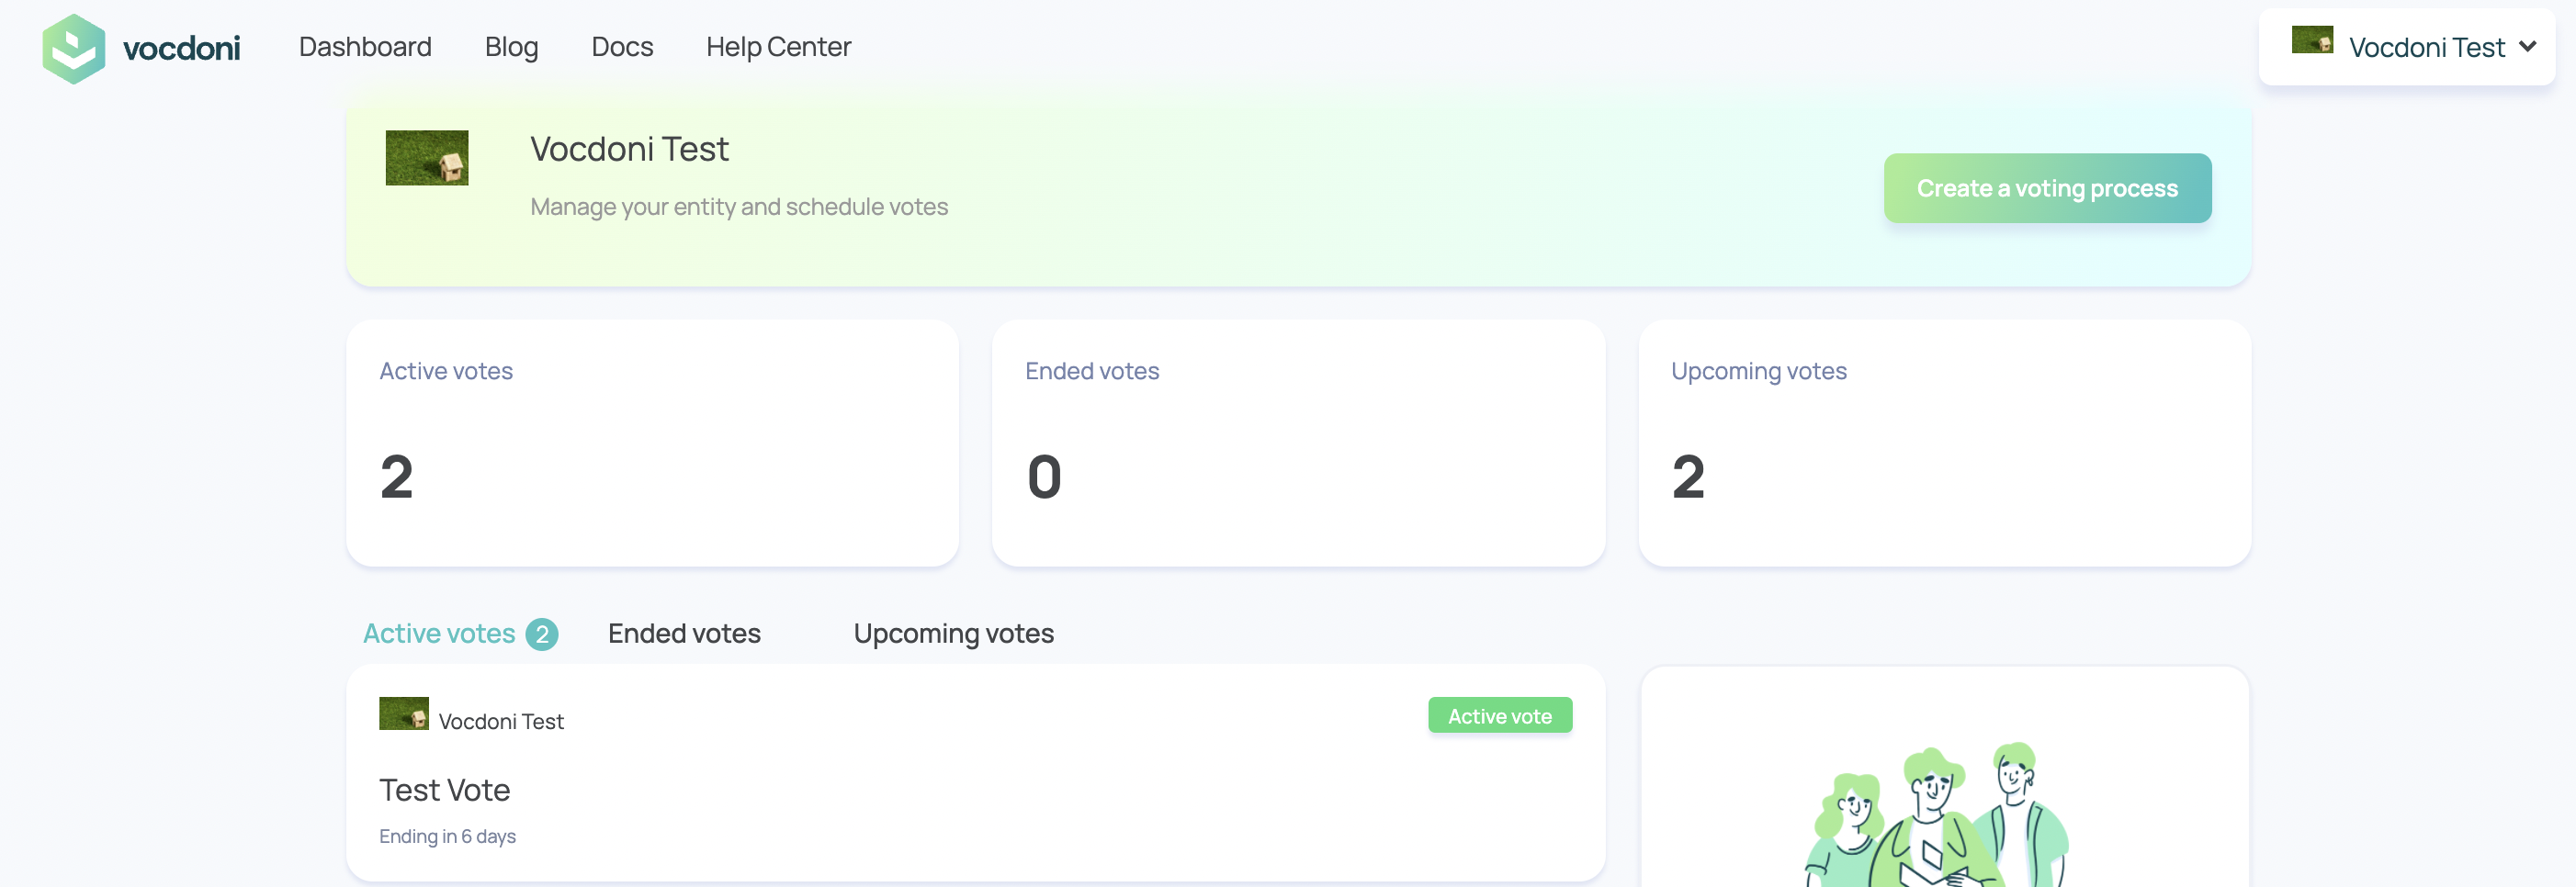 vocdoni Dashboard Blog Docs Help Center Vocdoni Test
Vocdoni Test
Manage your entity and schedule votes
Create a voting process
Active votes
2
Ended votes
0
Upcoming votes
2
Active votes 2 Ended votes Upcoming votes
Vocdoni Test
Active vote
Test Vote
Ending in 6 days